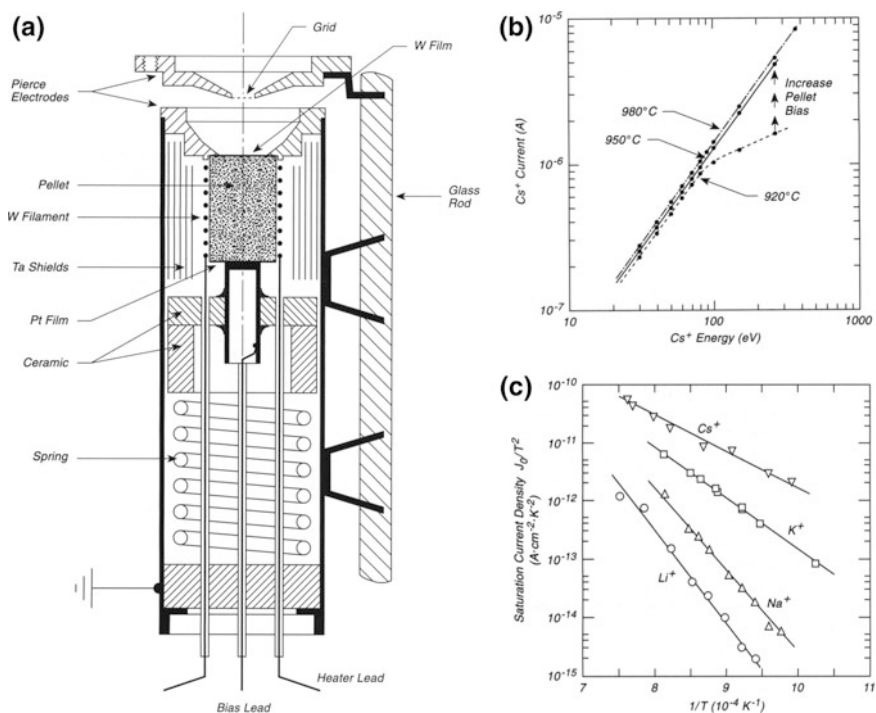 (a)
Grid
W Film
Pierce
Electrodes
Pellet
W Filament
Ta Shields
Pt Film
Ceramic
Spring
Glass
Rod
Heater Lead
Bias Lead
(b)
10-5
10-6
10-7
Cs+ Current (A)
980°C
950°C
920°C
Increase
Pellet
Bias
10
100
1000
Cs+ Energy (eV)
(c)
10-10
10-11
10-12
10-13
10-14
10-15
Saturation Current Density J0/T2
(A·cm-2·K-2)
Cs+
K+
Li+
Na+
7
8
9
10
11
1/T (10-4 K-1)